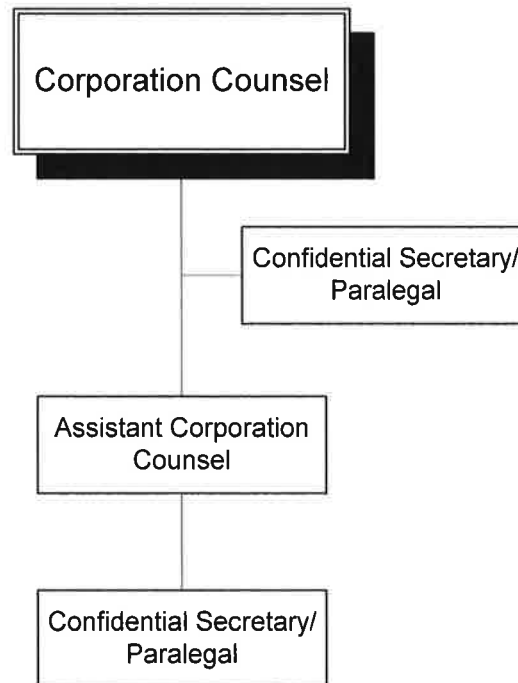 Corporation Counsel
Confidential Secretary/
Paralegal
Assistant Corporation
Counsel
Confidential Secretary/
Paralegal